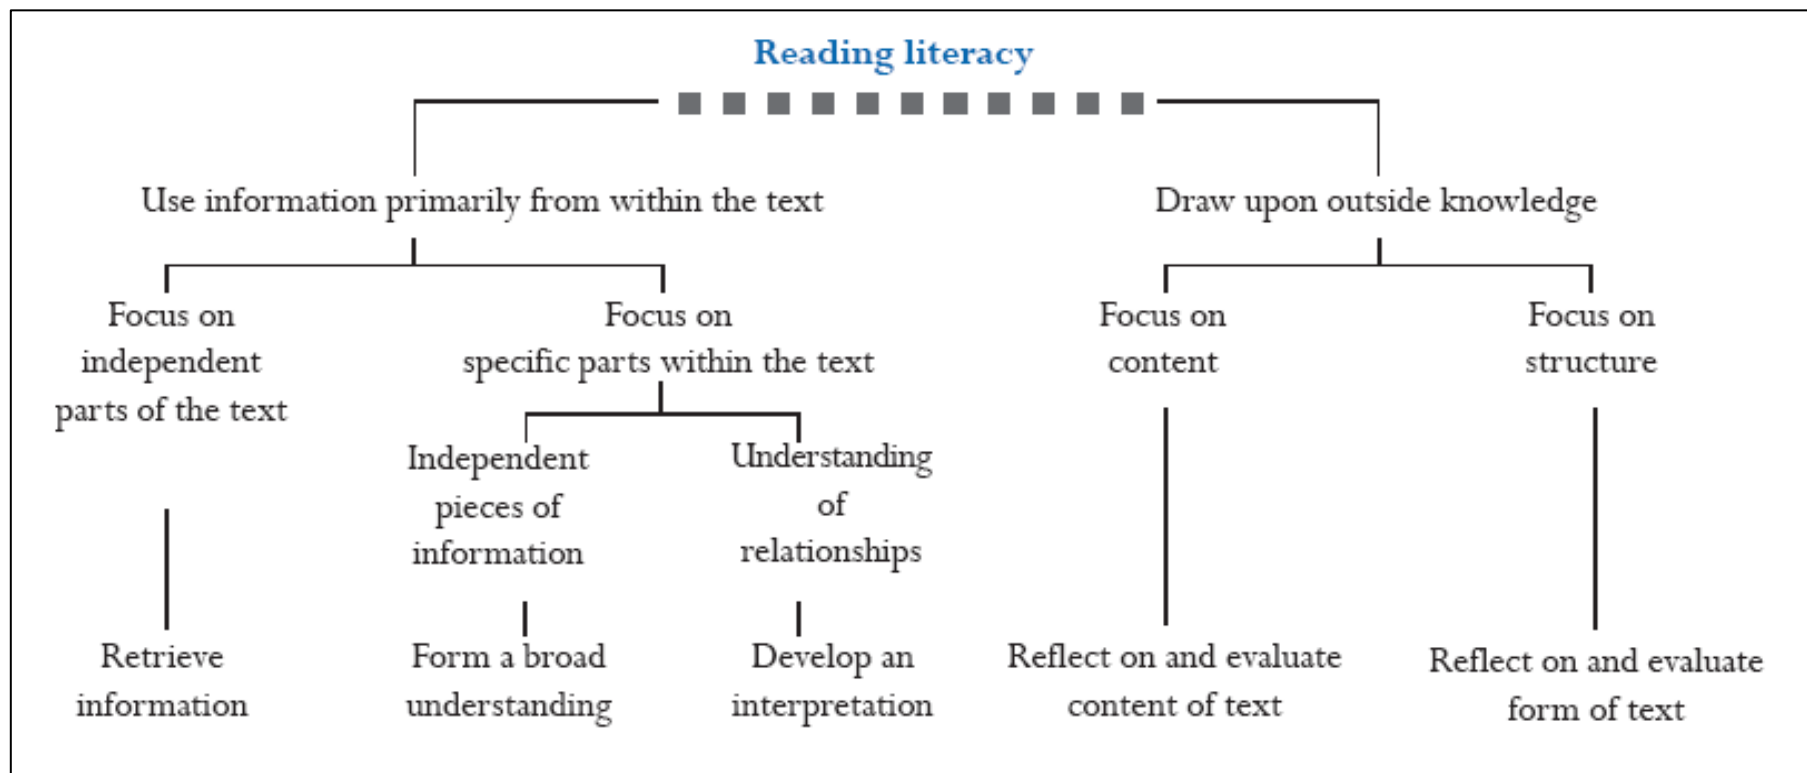 Reading literacy
Use information primarily from within the text
Draw upon outside knowledge
Focus on
independent
parts of the text
Focus on
specific parts within the text
Focus on
content
Focus on
structure
Independent
pieces of
information
Understanding
of
relationships
Retrieve
information
Form a broad
understanding
Develop an
interpretation
Reflect on and evaluate
content of text
Reflect on and evaluate
form of text